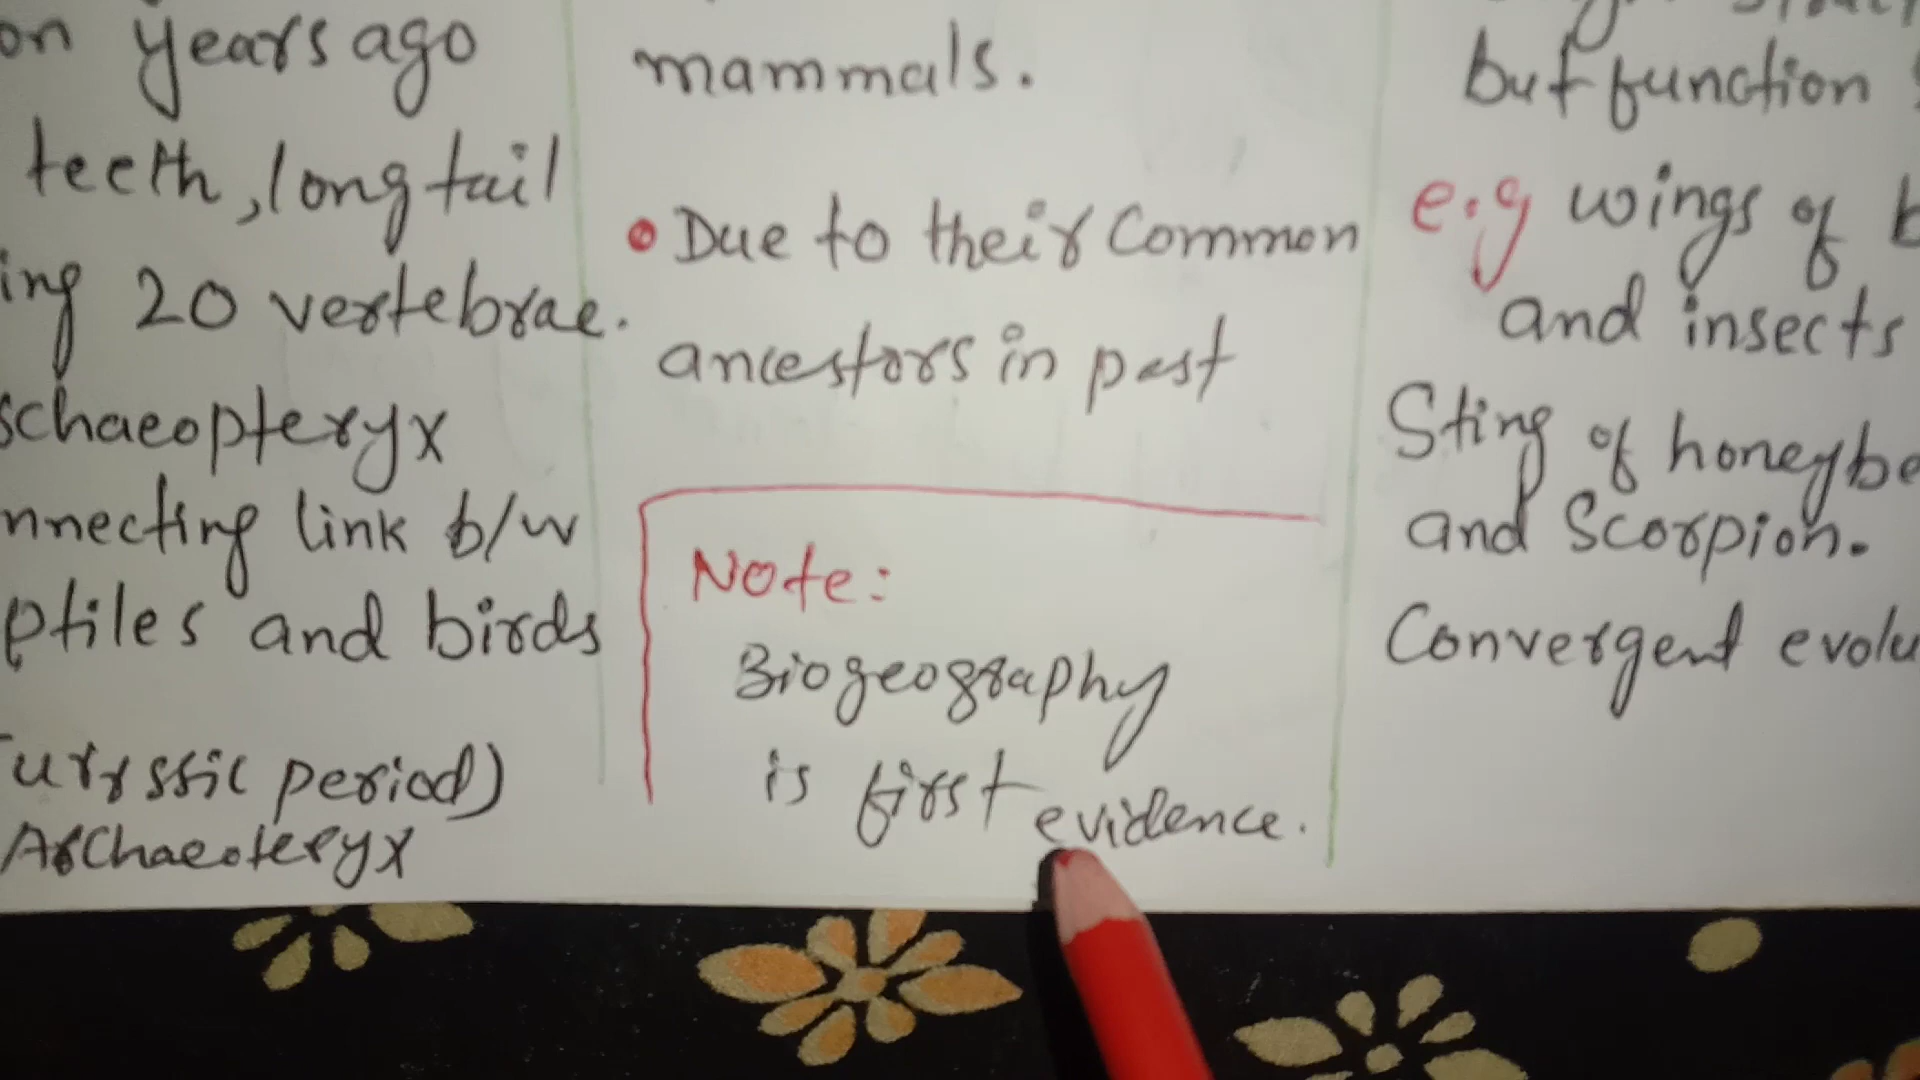 on years ago
teeth, long tail
ing 20 vertebrae.
schaeopteryx
nnecting link b/w
ptiles and birds
urrssic period)
Archaeoteryx
mammals.
• Due to their Common
ancestors in past
Note:
Biogeography
is first evidence.
but function
e.g wings of b
and insects
Sting of honeybe
and Scorpion.
Convergent evolu